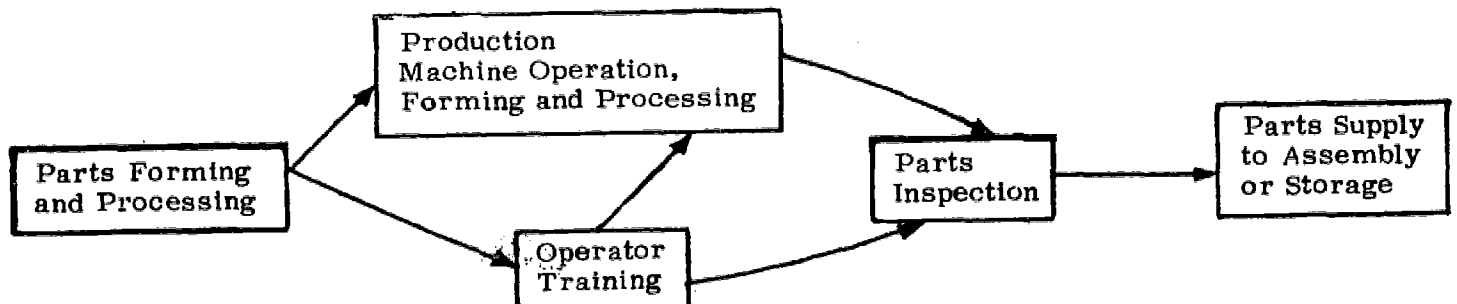 Parts Forming
and Processing
Production
Machine Operation,
Forming and Processing
Operator
Training
Parts
Inspection
Parts Supply
to Assembly
or Storage